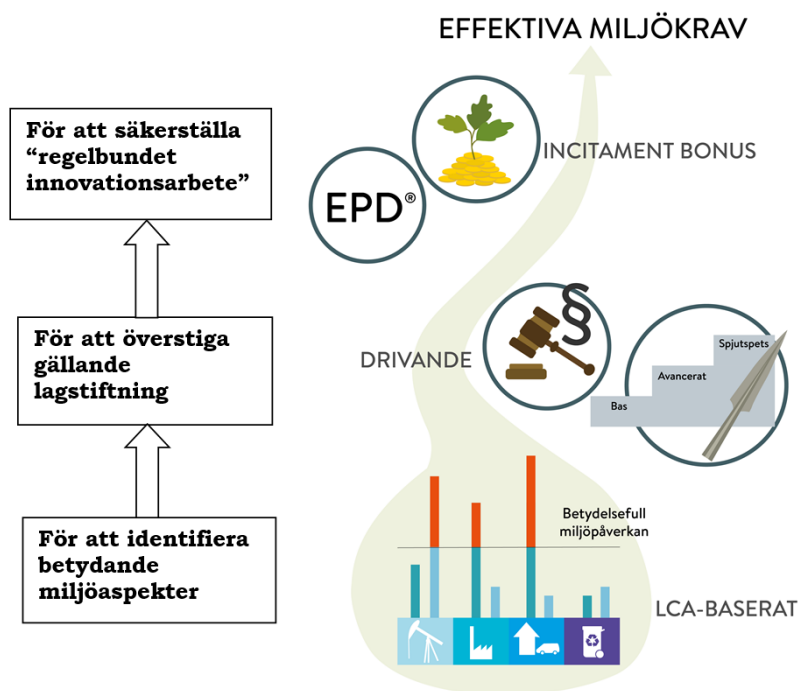 EFFEKTIVA MILJÖKRAV
För att säkerställa
“regelbundet
innovationsarbete”
INCITAMENT BONUS
EPD®
För att överstiga
gällande
lagstiftning
DRIVANDE
§
Spjutspets
Avancerat
Bas
För att identifiera
betydande
miljöaspekter
Betydelsefull
miljöpåverkan
LCA-BASERAT